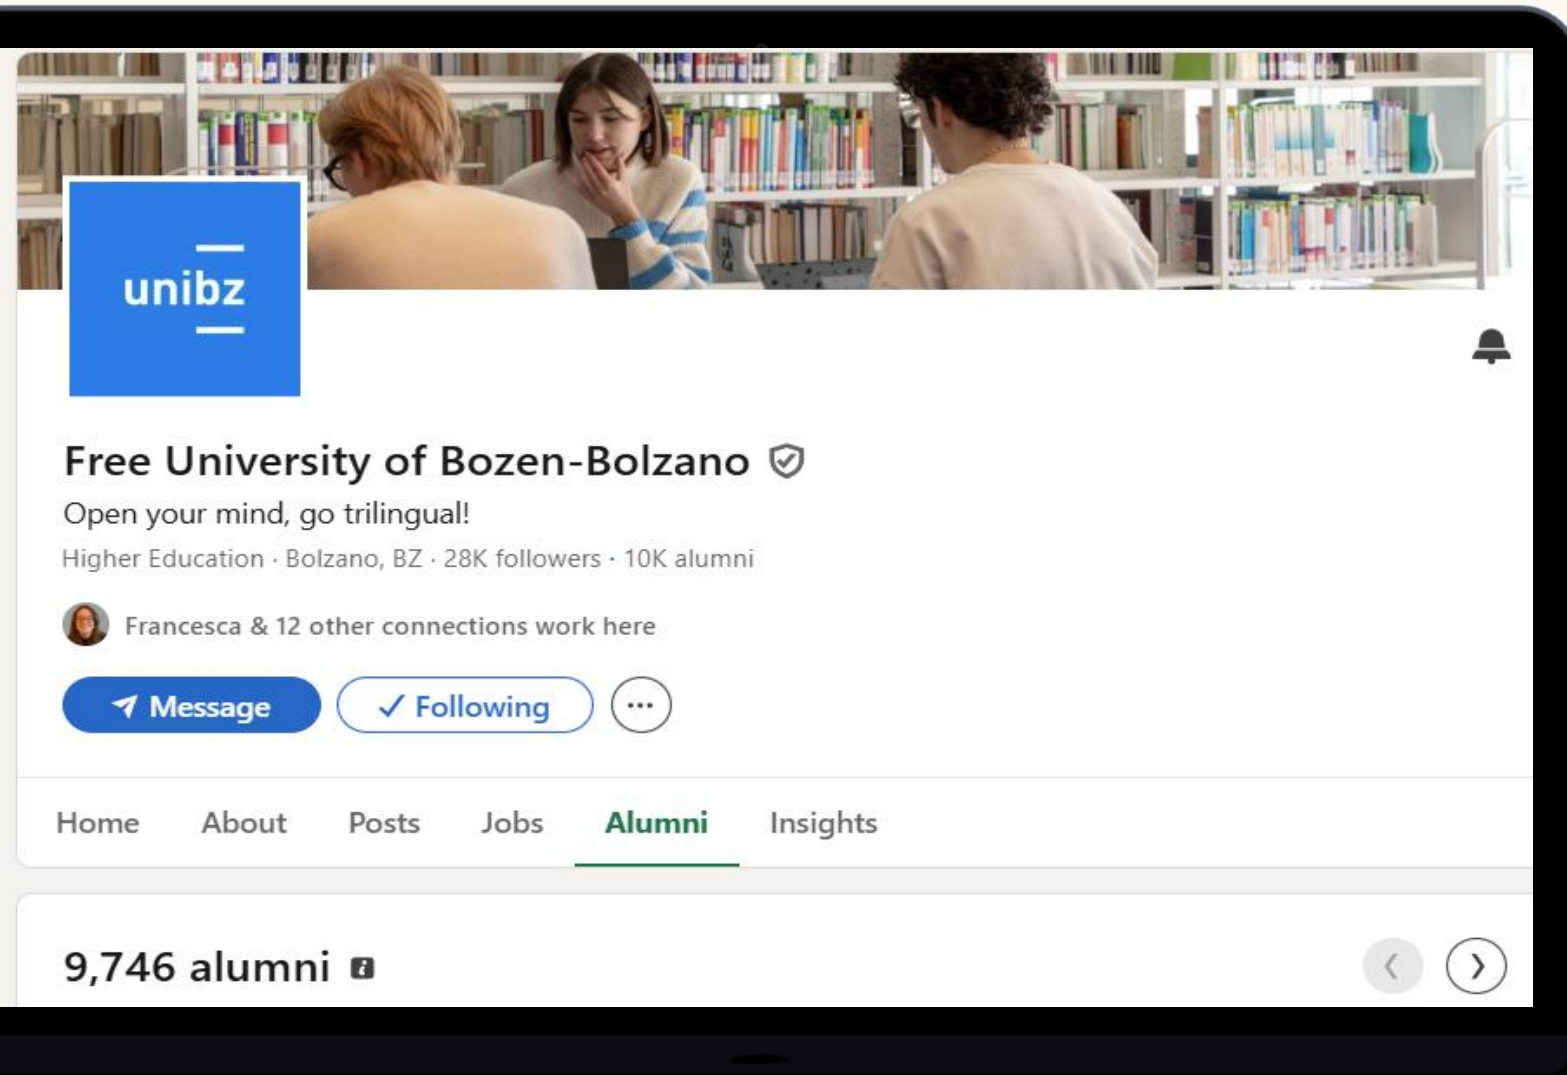 unibz
Free University of Bozen-Bolzano
Open your mind, go trilingual!
Higher Education · Bolzano, BZ · 28K followers · 10K alumni
Francesca & 12 other connections work here
Message
Following
Home About Posts Jobs Alumni Insights
9,746 alumni